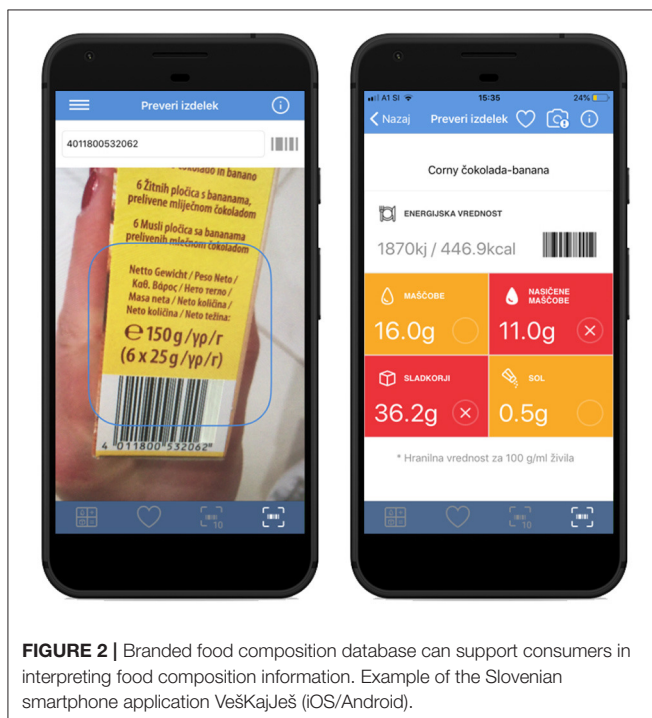 Preveri izdelek
4011800532062
6 Žitnih pločica s bananama,
prelivene mliječnom čokoladom
6 Musli pločica sa bananama
prelivenih mlečnom čokoladom
Netto Gewicht / Peso Neto /
Καθ. Βάρος / Нето тегло /
Masa neta / Neto količina /
Neto količina / Neto težina:
℮ 150 g/γρ/г
(6 x 25 g/γρ/г)
4 011800 532062
10
A1 SI
15:35
24%
Nazaj
Preveri izdelek
Corny čokolada-banana
ENERGIJSKA VREDNOST
1870kj / 446.9kcal
MAŠČOBE
16.0g
NASIČENE
MAŠČOBE
11.0g
SLADKORJI
36.2g
SOL
0.5g
* Hranilna vrednost za 100 g/ml živila
10
FIGURE 2 | Branded food composition database can support consumers in
interpreting food composition information. Example of the Slovenian
smartphone application VešKajJeš (iOS/Android).